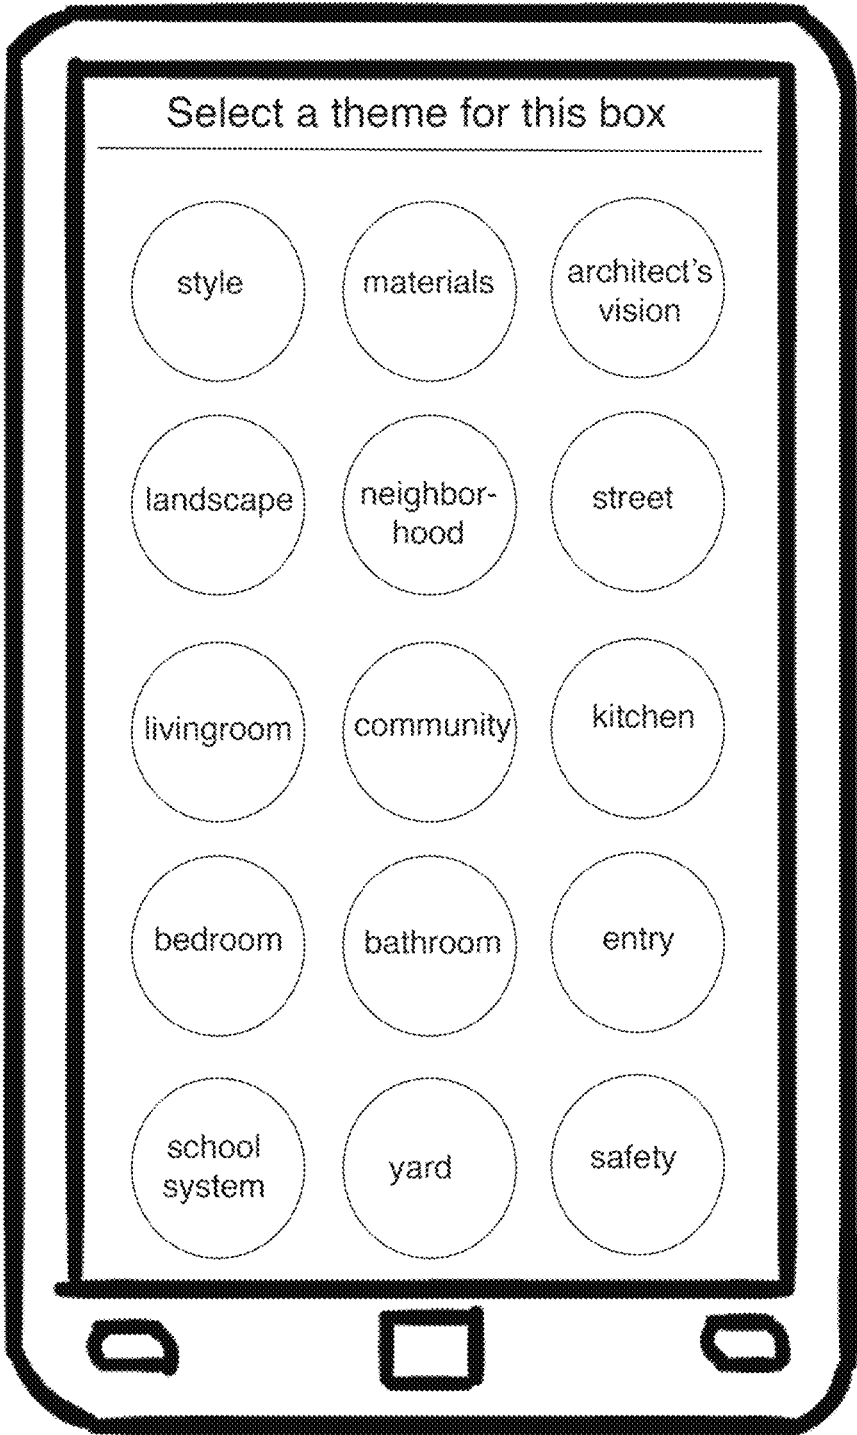 Select a theme for this box
style
materials
architect's
vision
landscape
neighbor-
hood
street
livingroom
community
kitchen
bedroom
bathroom
entry
school
system
yard
safety